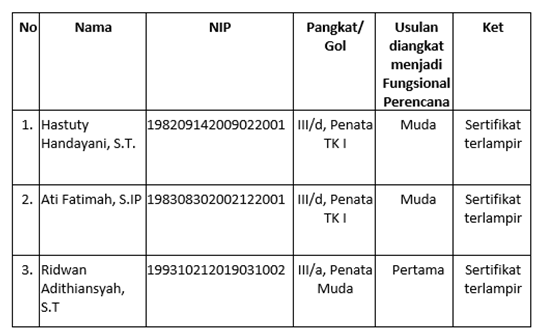 No Nama NIP Pangkat/ Gol Usulan diangkat menjadi Fungsional Perencana Ket
1. Hastuty Handayani, S.T. 198209142009022001 III/d, Penata TK I Muda Sertifikat terlampir
2. Ati Fatimah, S.IP 198308302002122001 III/d, Penata TK I Muda Sertifikat terlampir
3. Ridwan Adithiansyah, S.T 199310212019031002 III/a, Penata Muda Pertama Sertifikat terlampir